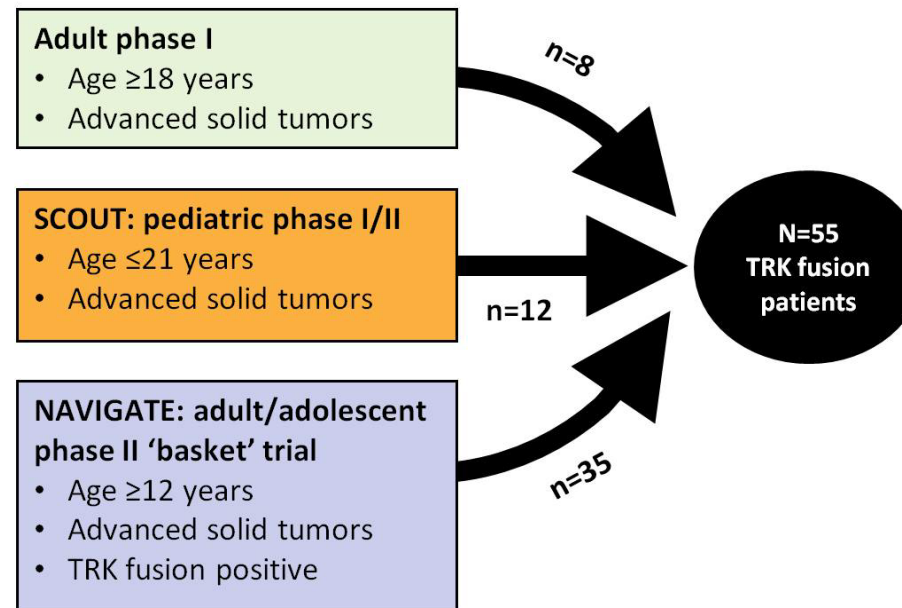 Adult phase I
• Age ≥18 years
• Advanced solid tumors
n=8
SCOUT: pediatric phase I/II
• Age ≤21 years
• Advanced solid tumors
n=12
NAVIGATE: adult/adolescent
phase II ‘basket’ trial
• Age ≥12 years
• Advanced solid tumors
• TRK fusion positive
n=35
N=55
TRK fusion
patients